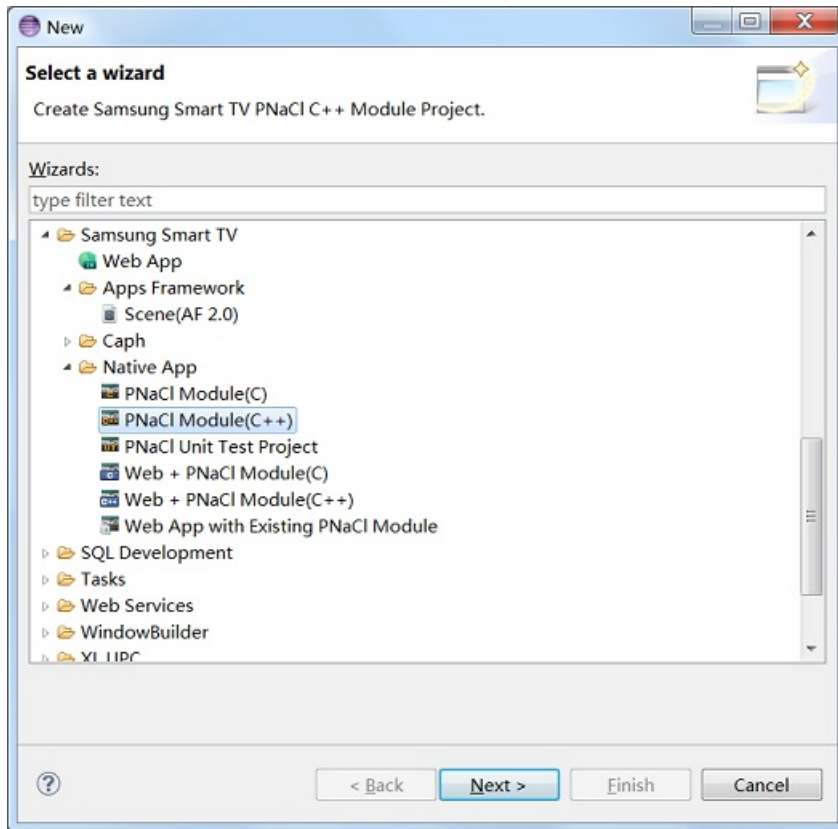 New
Select a wizard
Create Samsung Smart TV PNaCl C++ Module Project.
Wizards:
type filter text
Samsung Smart TV
Web App
Apps Framework
Scene(AF 2.0)
Caph
Native App
PNaCl Module(C)
PNaCl Module(C++)
PNaCl Unit Test Project
Web + PNaCl Module(C)
Web + PNaCl Module(C++)
Web App with Existing PNaCl Module
SQL Development
Tasks
Web Services
WindowBuilder
? < Back Next > Finish Cancel